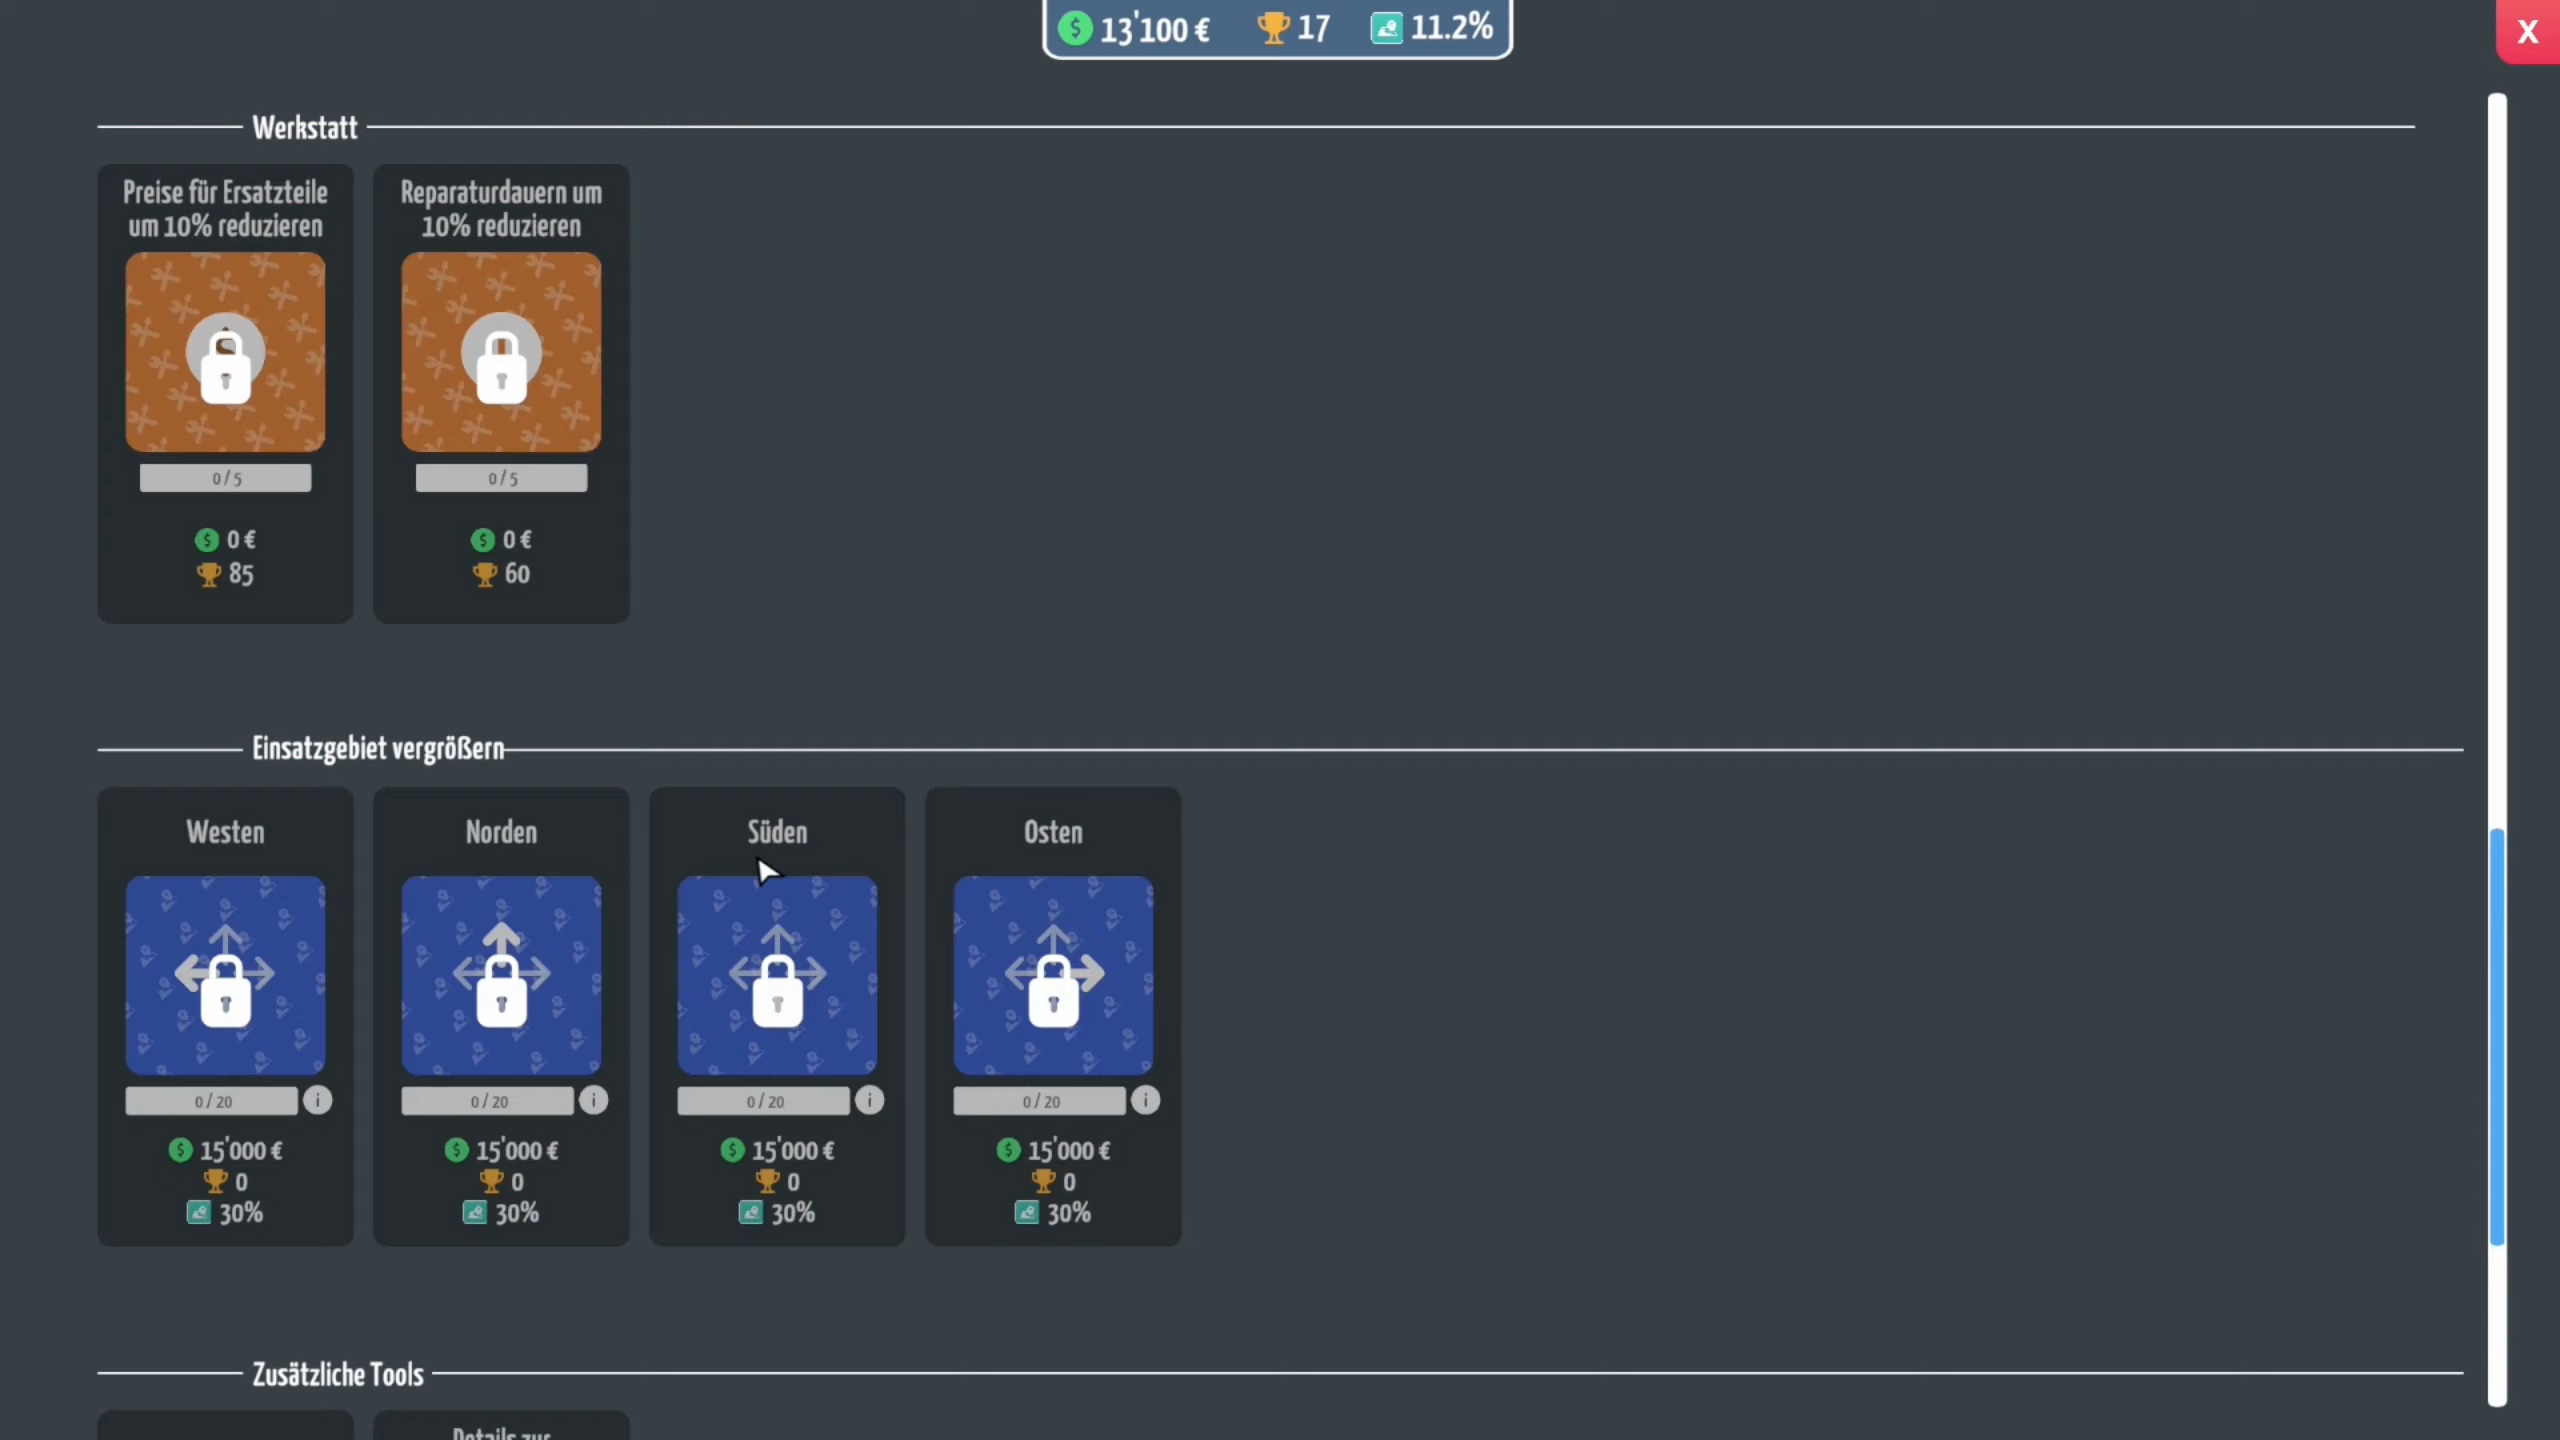 13'100 € 17 11.2%
X
Werkstatt
Preise für Ersatzteile
um 10% reduzieren
0 / 5
0 €
85
Reparaturdauern um
10% reduzieren
0 / 5
0 €
60
Einsatzgebiet vergrößern
Westen
0 / 20
i
15'000 €
0
30%
Norden
0 / 20
i
15'000 €
0
30%
Süden
0 / 20
i
15'000 €
0
30%
Osten
0 / 20
i
15'000 €
0
30%
Zusätzliche Tools
Details zur